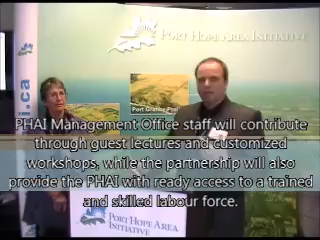 PORT HOPE AREA INITIATIVE
i.ca
Port Granby Proj
PHAI Management Office staff will contribute
through guest lectures and customized
workshops, while the partnership will also
provide the PHAI with ready access to a trained
and skilled labour force.
PORT HOPE AREA
INITIATIVE